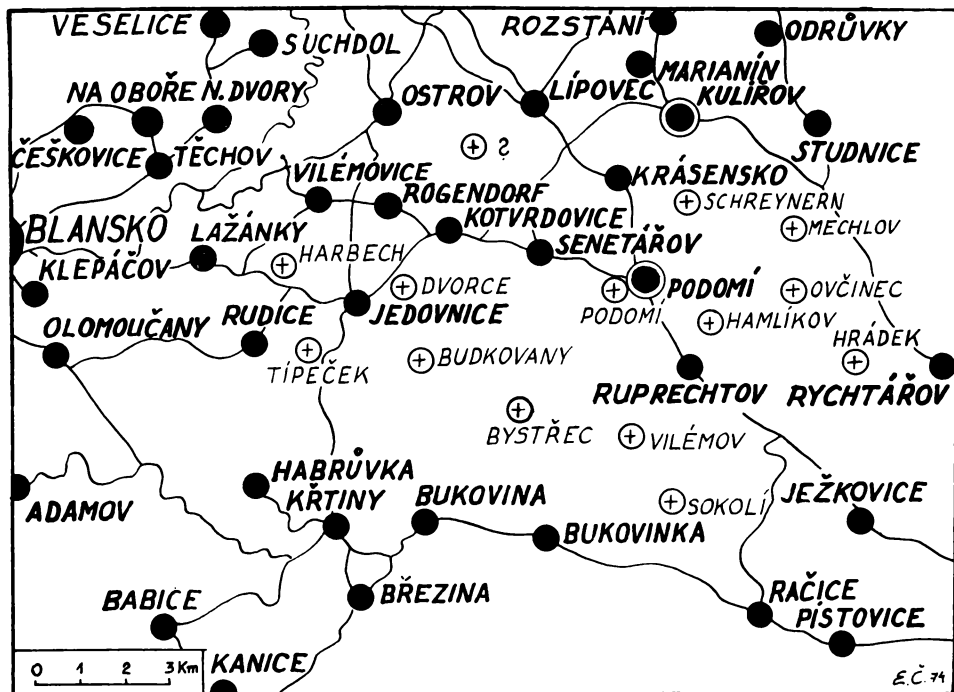 VESELICE
SUCHDOL
ROZSTÁNÍ
ODRŮVKY
MARIANÍN
NA OBOŘE
N. DVORY
OSTROV
LÍPOVEC
KULÍŘOV
ČEŠKOVICE
TĚCHOV
?
STUDNICE
VILÉMOVICE
ROGENDORF
KRÁSENSKO
SCHREYNERN
BLANSKO
LAŽÁNKY
KOTVRDOVICE
MĚCHLOV
HARBECH
SENETÁŘOV
KLEPÁČOV
DVORCE
PODOMÍ
OVČINEC
RUDICE
JEDOVNICE
PODOMÍ
HAMLÍKOV
OLOMOUČANY
HRÁDEK
TÍPEČEK
BUDKOVANY
RUPRECHTOV
RYCHTÁŘOV
BYSTŘEC
VILÉMOV
HABRŮVKA
KŘTINY
BUKOVINA
JEŽKOVICE
ADAMOV
SOKOLÍ
BUKOVINKA
BABICE
BŘEZINA
RAČICE
PÍSTOVICE
KANICE
0 1 2 3 Km
E.Č. 74